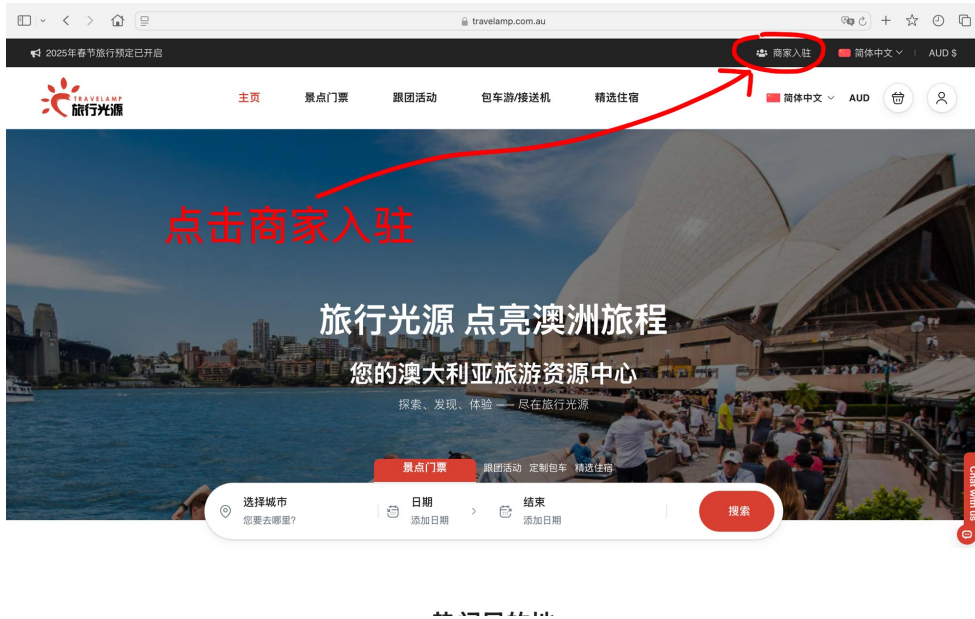 travelamp.com.au
2025年春节旅行预定已开启
商家入驻
简体中文
AUD $
TRAVELAMP
旅行光源
主页
景点门票
跟团活动
包车游/接送机
精选住宿
简体中文
AUD
点击商家入驻
旅行光源 点亮澳洲旅程
您的澳大利亚旅游资源中心
探索、发现、体验 —— 尽在旅行光源
景点门票
跟团活动
定制包车
精选住宿
选择城市
您要去哪里?
日期
添加日期
结束
添加日期
搜索
Chat with us